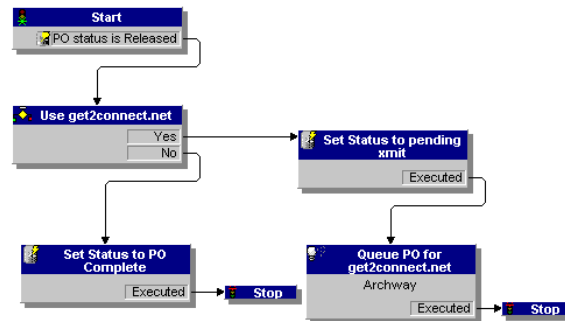 Start
PO status is Released
Use get2connect.net
Yes
No
Set Status to pending
xmit
Executed
Set Status to PO
Complete
Executed
Stop
Queue PO for
get2connect.net
Archway
Executed
Stop